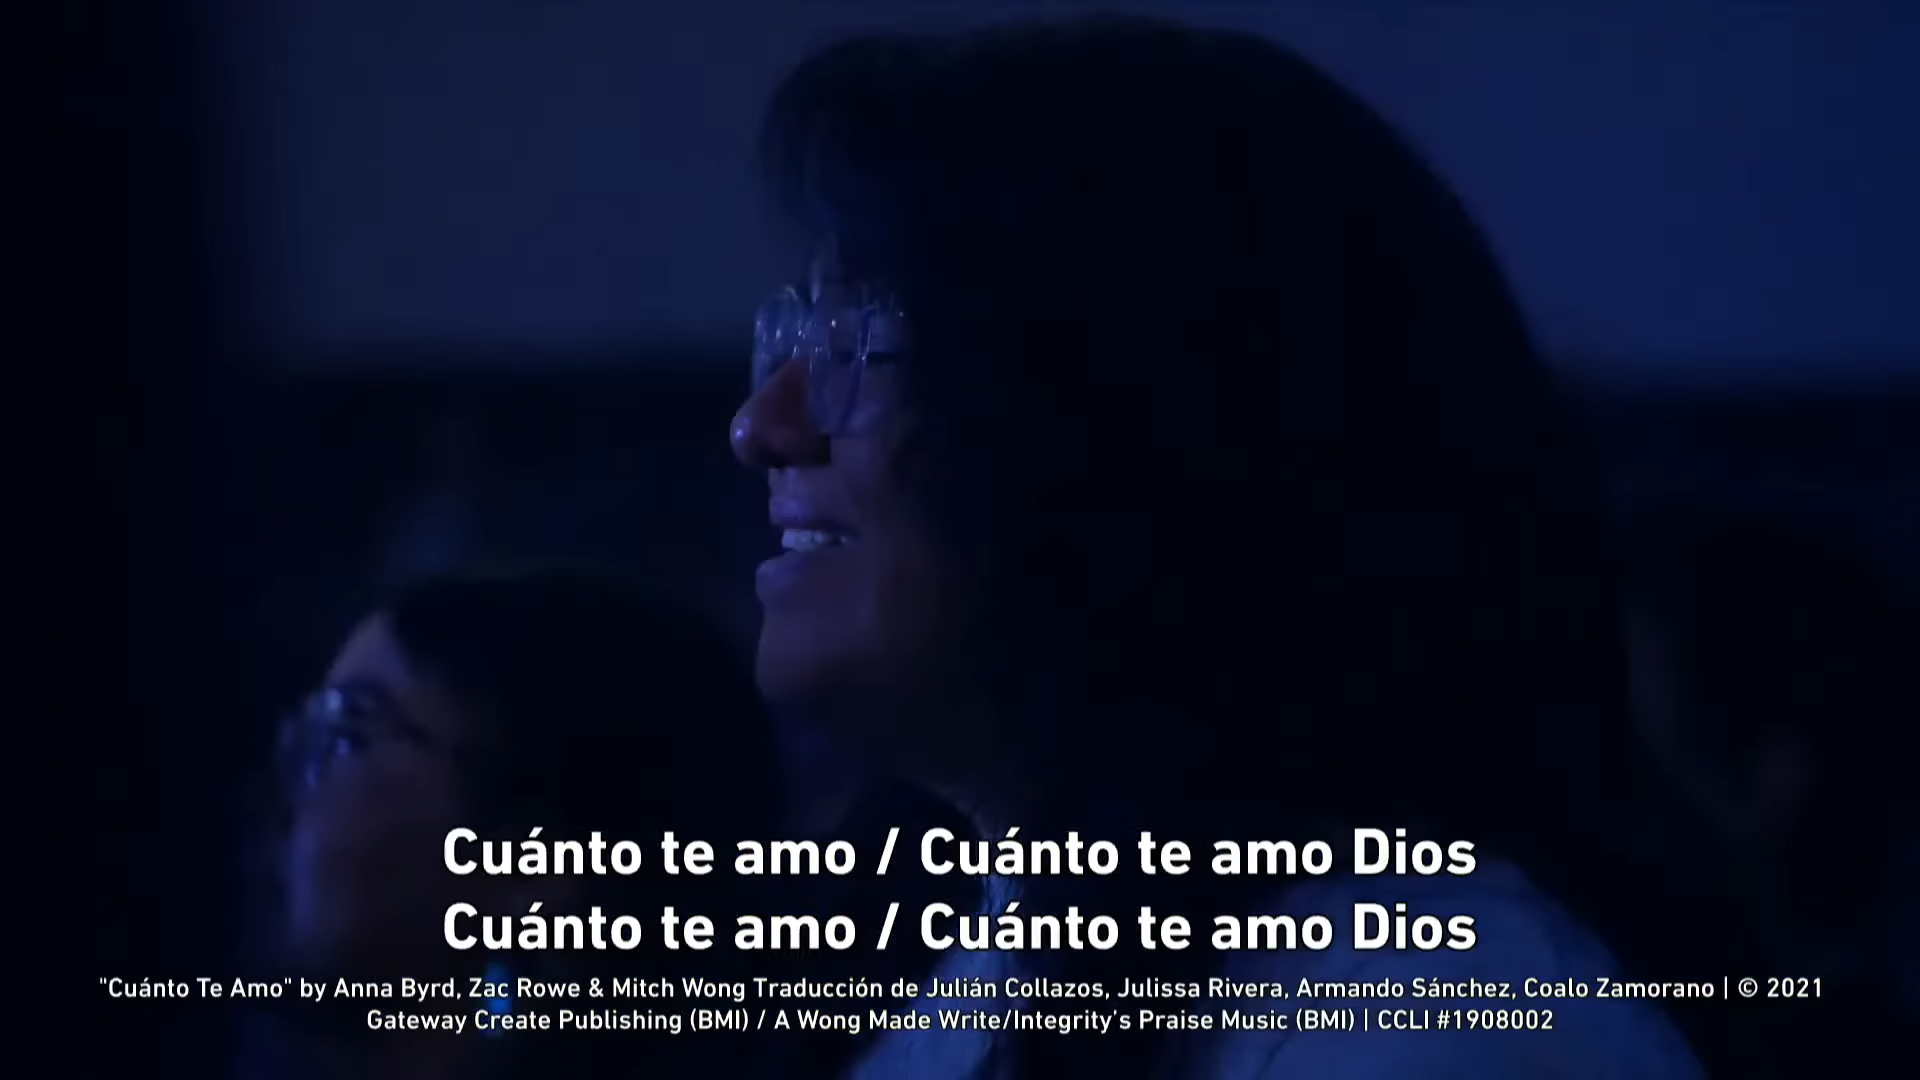 Cuánto te amo / Cuánto te amo Dios
Cuánto te amo / Cuánto te amo Dios
"Cuánto Te Amo" by Anna Byrd, Zac Rowe & Mitch Wong Traducción de Julián Collazos, Julissa Rivera, Armando Sánchez, Coalo Zamorano | © 2021
Gateway Create Publishing (BMI) / A Wong Made Write/Integrity's Praise Music (BMI) | CCLI #1908002